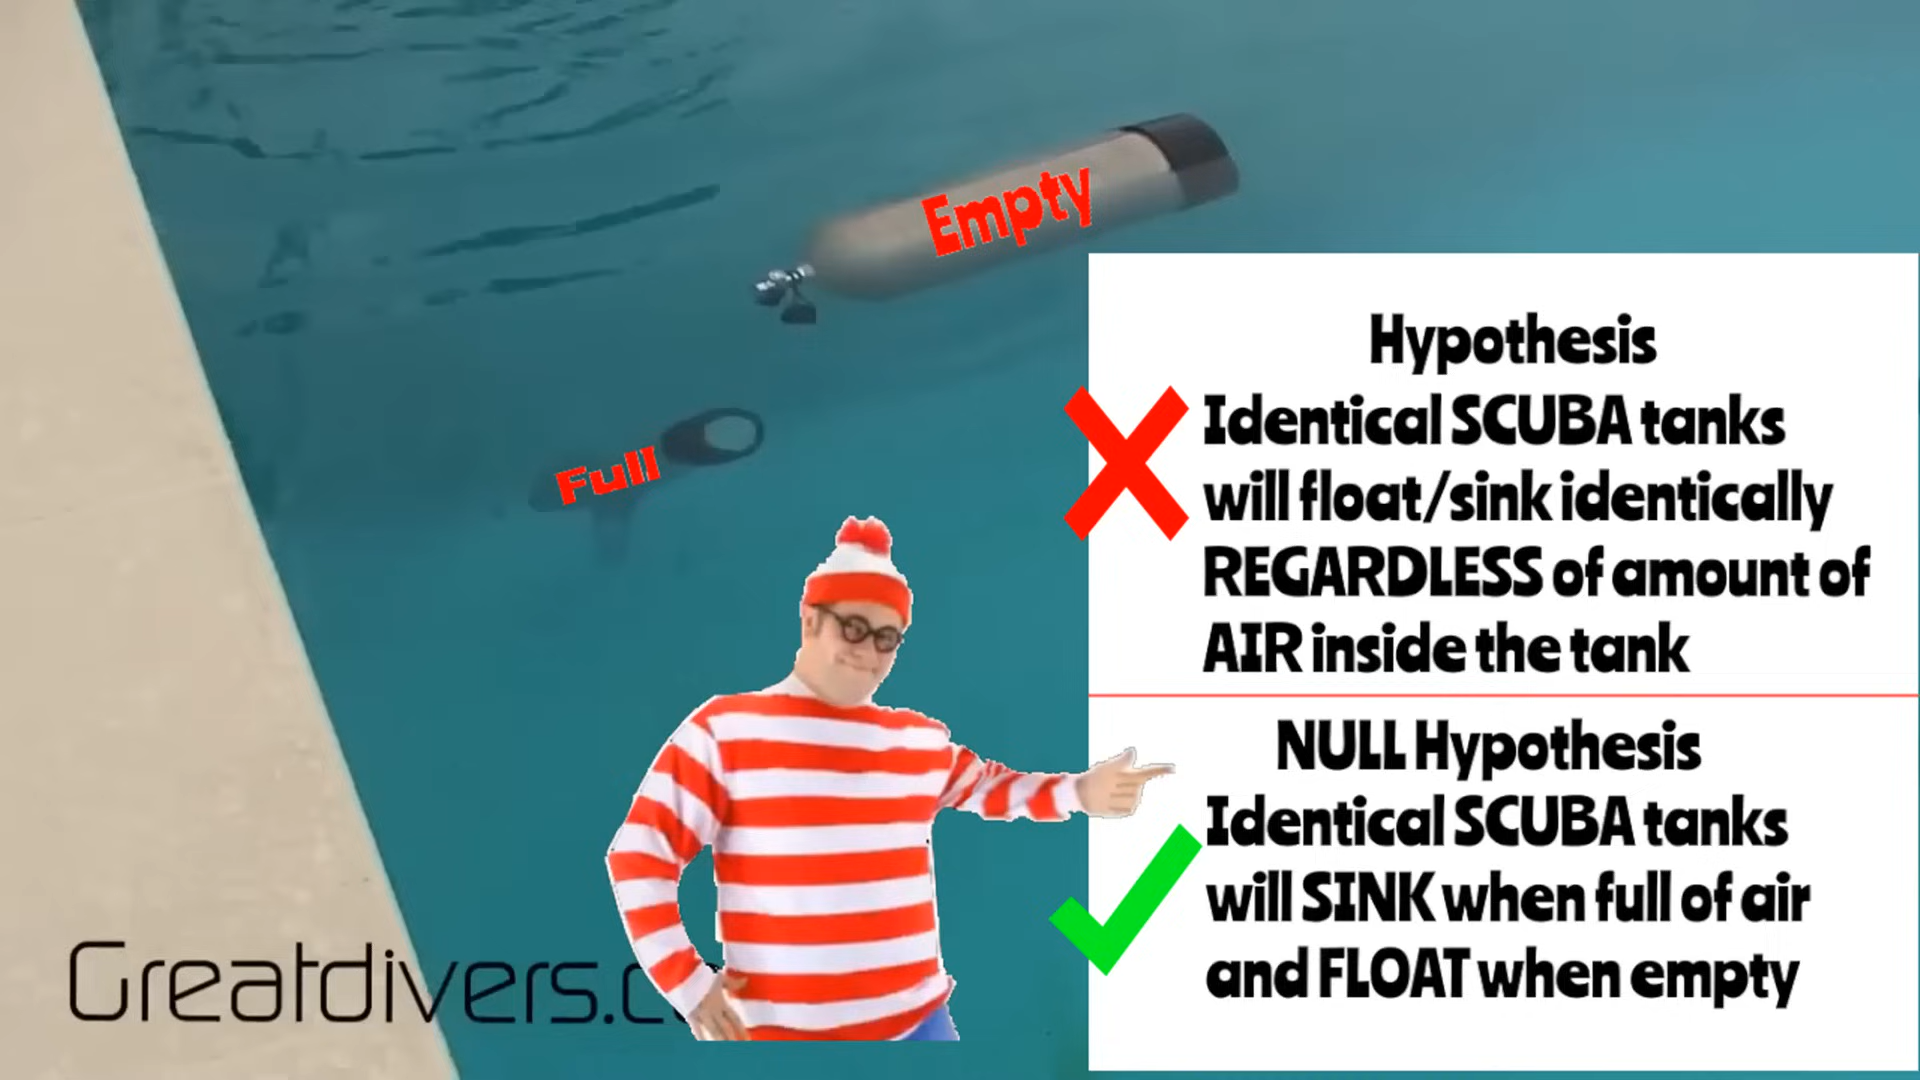 Empty
Full
Hypothesis
Identical SCUBA tanks
will float/sink identically
REGARDLESS of amount of
AIR inside the tank
NULL Hypothesis
Identical SCUBA tanks
will SINK when full of air
and FLOAT when empty
Greatdivers.c